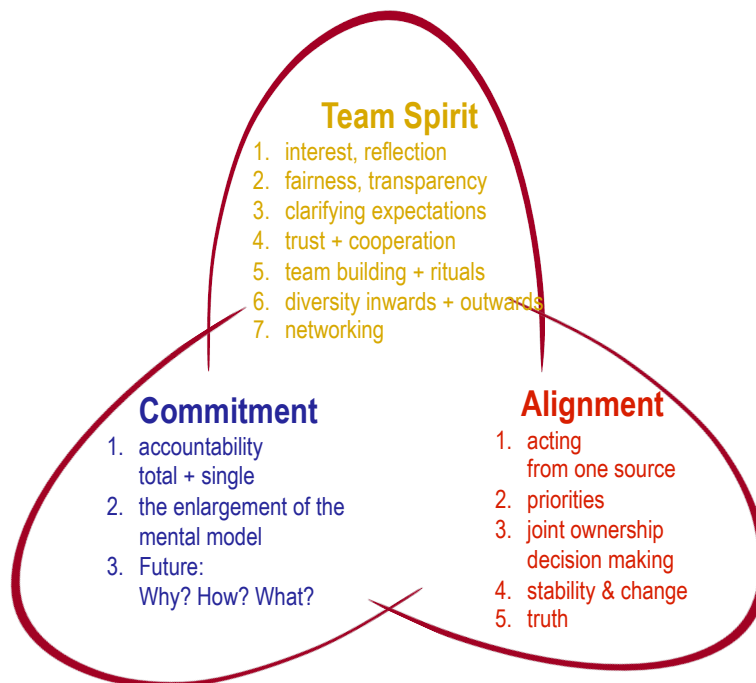 Team Spirit
1. interest, reflection
2. fairness, transparency
3. clarifying expectations
4. trust + cooperation
5. team building + rituals
6. diversity inwards + outwards
7. networking
Commitment
1. accountability
total + single
2. the enlargement of the
mental model
3. Future:
Why? How? What?
Alignment
1. acting
from one source
2. priorities
3. joint ownership
decision making
4. stability & change
5. truth